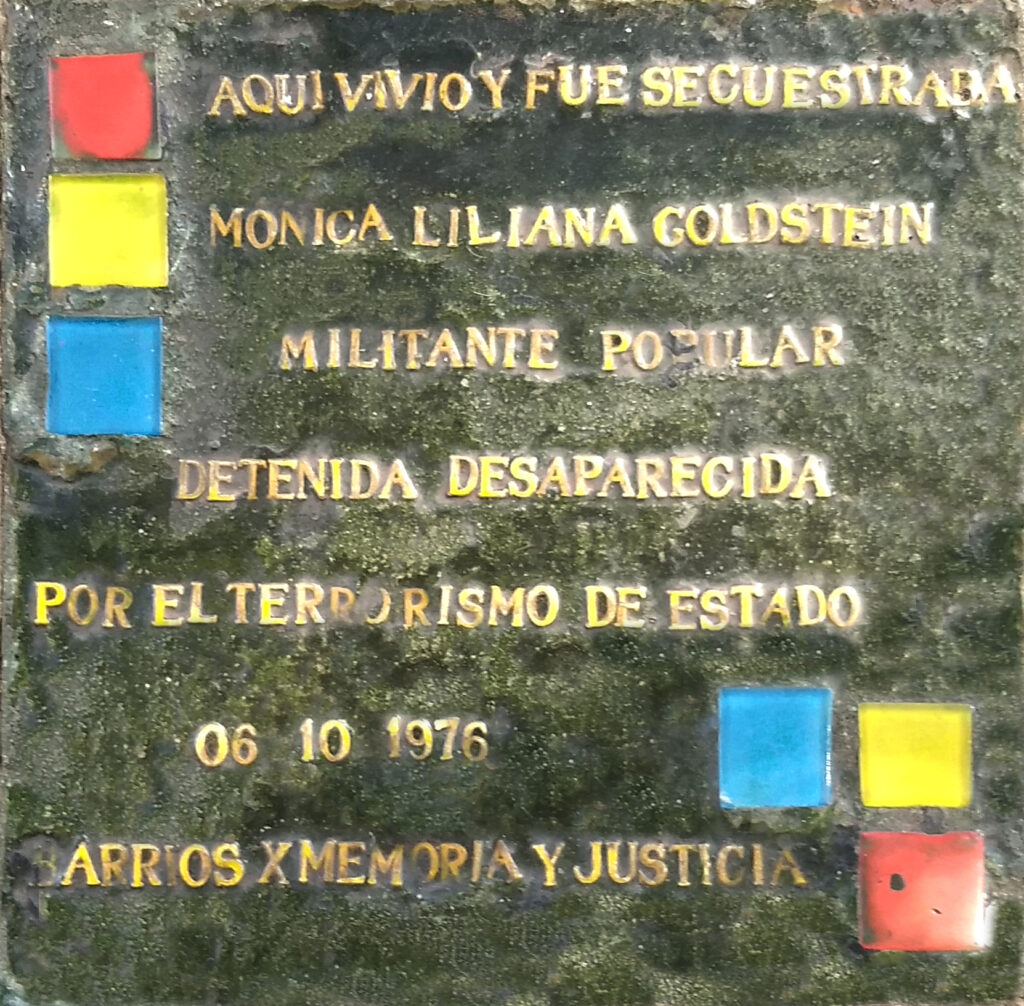 AQUI VIVIO Y FUE SECUESTRADA
MONICA LILIANA GOLDSTEIN
MILITANTE POPULAR
DETENIDA DESAPARECIDA
POR EL TERRORISMO DE ESTADO
06 10 1976
BARRIOS X MEMORIA Y JUSTICIA